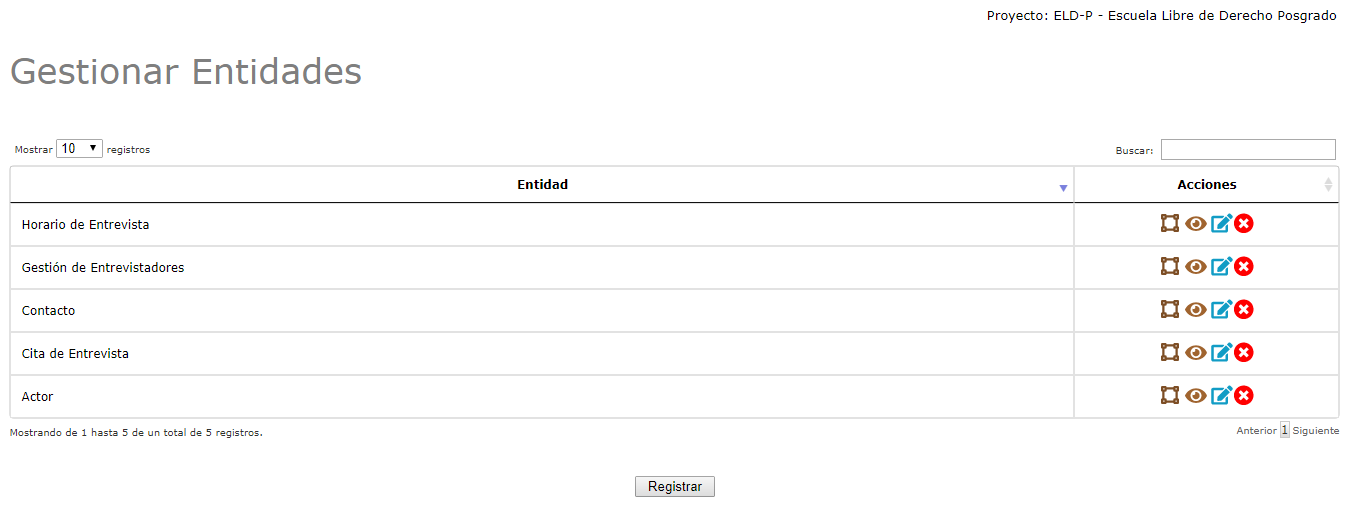 Proyecto: ELD-P - Escuela Libre de Derecho Posgrado
Gestionar Entidades
Mostrar 10 registros Buscar:
Entidad Acciones
Horario de Entrevista
Gestión de Entrevistadores
Contacto
Cita de Entrevista
Actor
Mostrando de 1 hasta 5 de un total de 5 registros. Anterior 1 Siguiente
Registrar